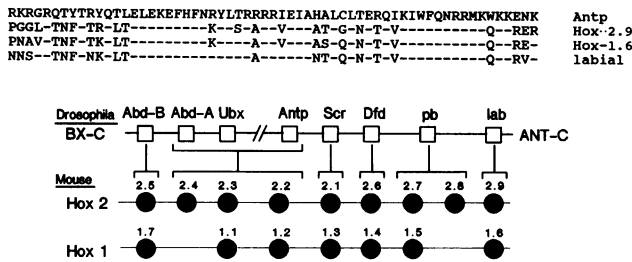 RKRGRQTYTRYQTLELEKEFHFNRYLTRRRRIEIAHALCLTERQIKIWFQNRRMKWKKENK Antp
PGGL-TNF-TR-LT---------K---S-A--V---AT-G-N-T-V---------Q--RER Hox-2.9
PNAV-TNF-TK-LT---------K-----A--V---AS-Q-N-T-V---------Q--RE- Hox-1.6
NNS--TNF-NK-LT---------------A------NT-Q-N-T-V---------Q--RV- labial
Drosophila Abd-B Abd-A Ubx Antp Scr Dfd pb lab
BX-C ANT-C
Mouse 2.5 2.4 2.3 2.2 2.1 2.6 2.7 2.8 2.9
Hox 2
1.7 1.1 1.2 1.3 1.4 1.5 1.6
Hox 1